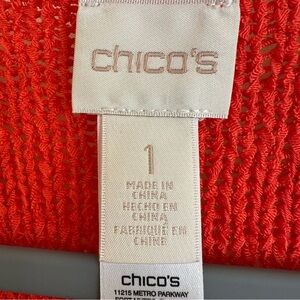 chico's
1
MADE IN
CHINA
HECHO EN
CHINA
FABRIQUÉ EN
CHINE
chico's
11215 METRO PARKWAY